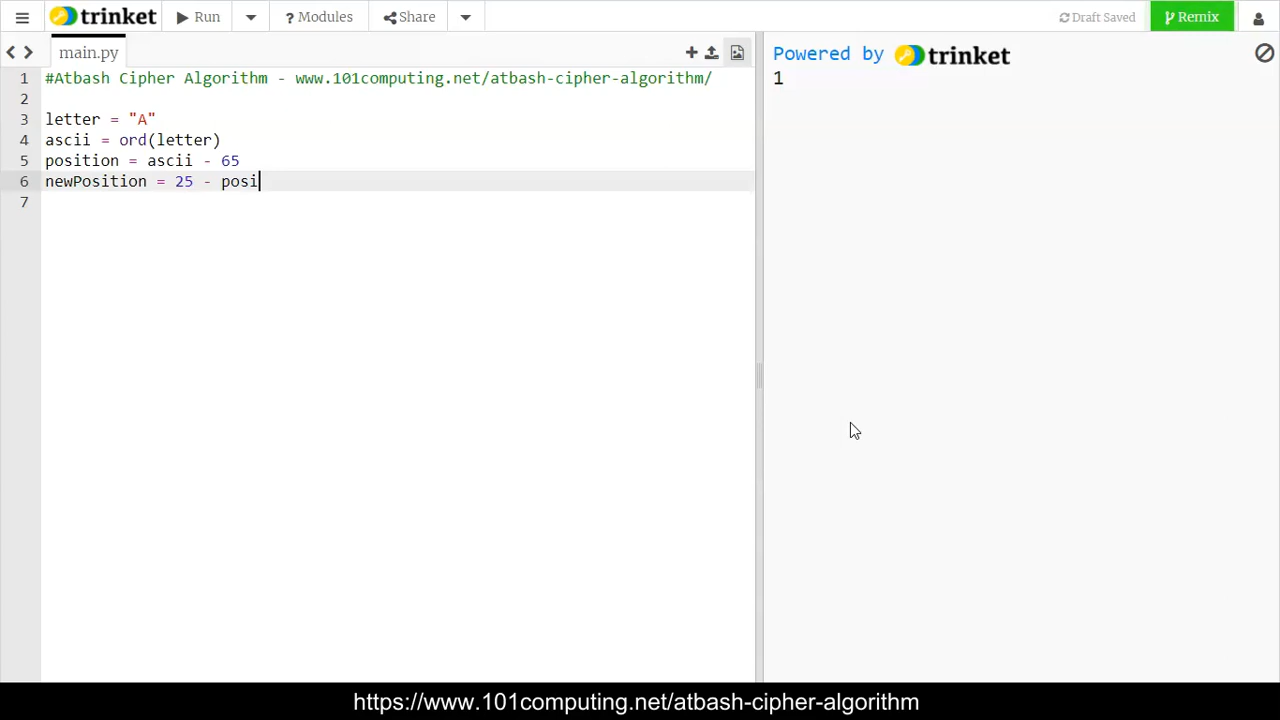 trinket Run ? Modules Share Draft Saved Remix
main.py
1 #Atbash Cipher Algorithm - www.101computing.net/atbash-cipher-algorithm/
2
3 letter = "A"
4 ascii = ord(letter)
5 position = ascii - 65
6 newPosition = 25 - posi
7
Powered by trinket
1
https://www.101computing.net/atbash-cipher-algorithm